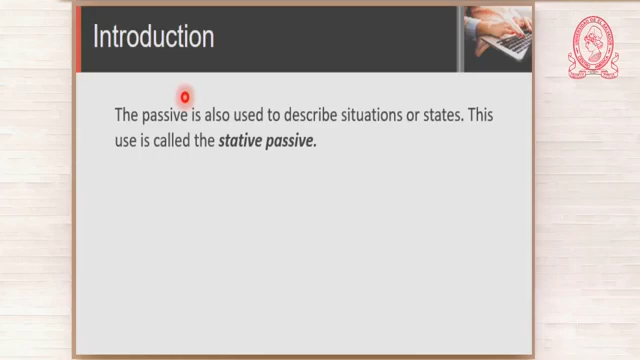 Introduction
The passive is also used to describe situations or states. This
use is called the stative passive.